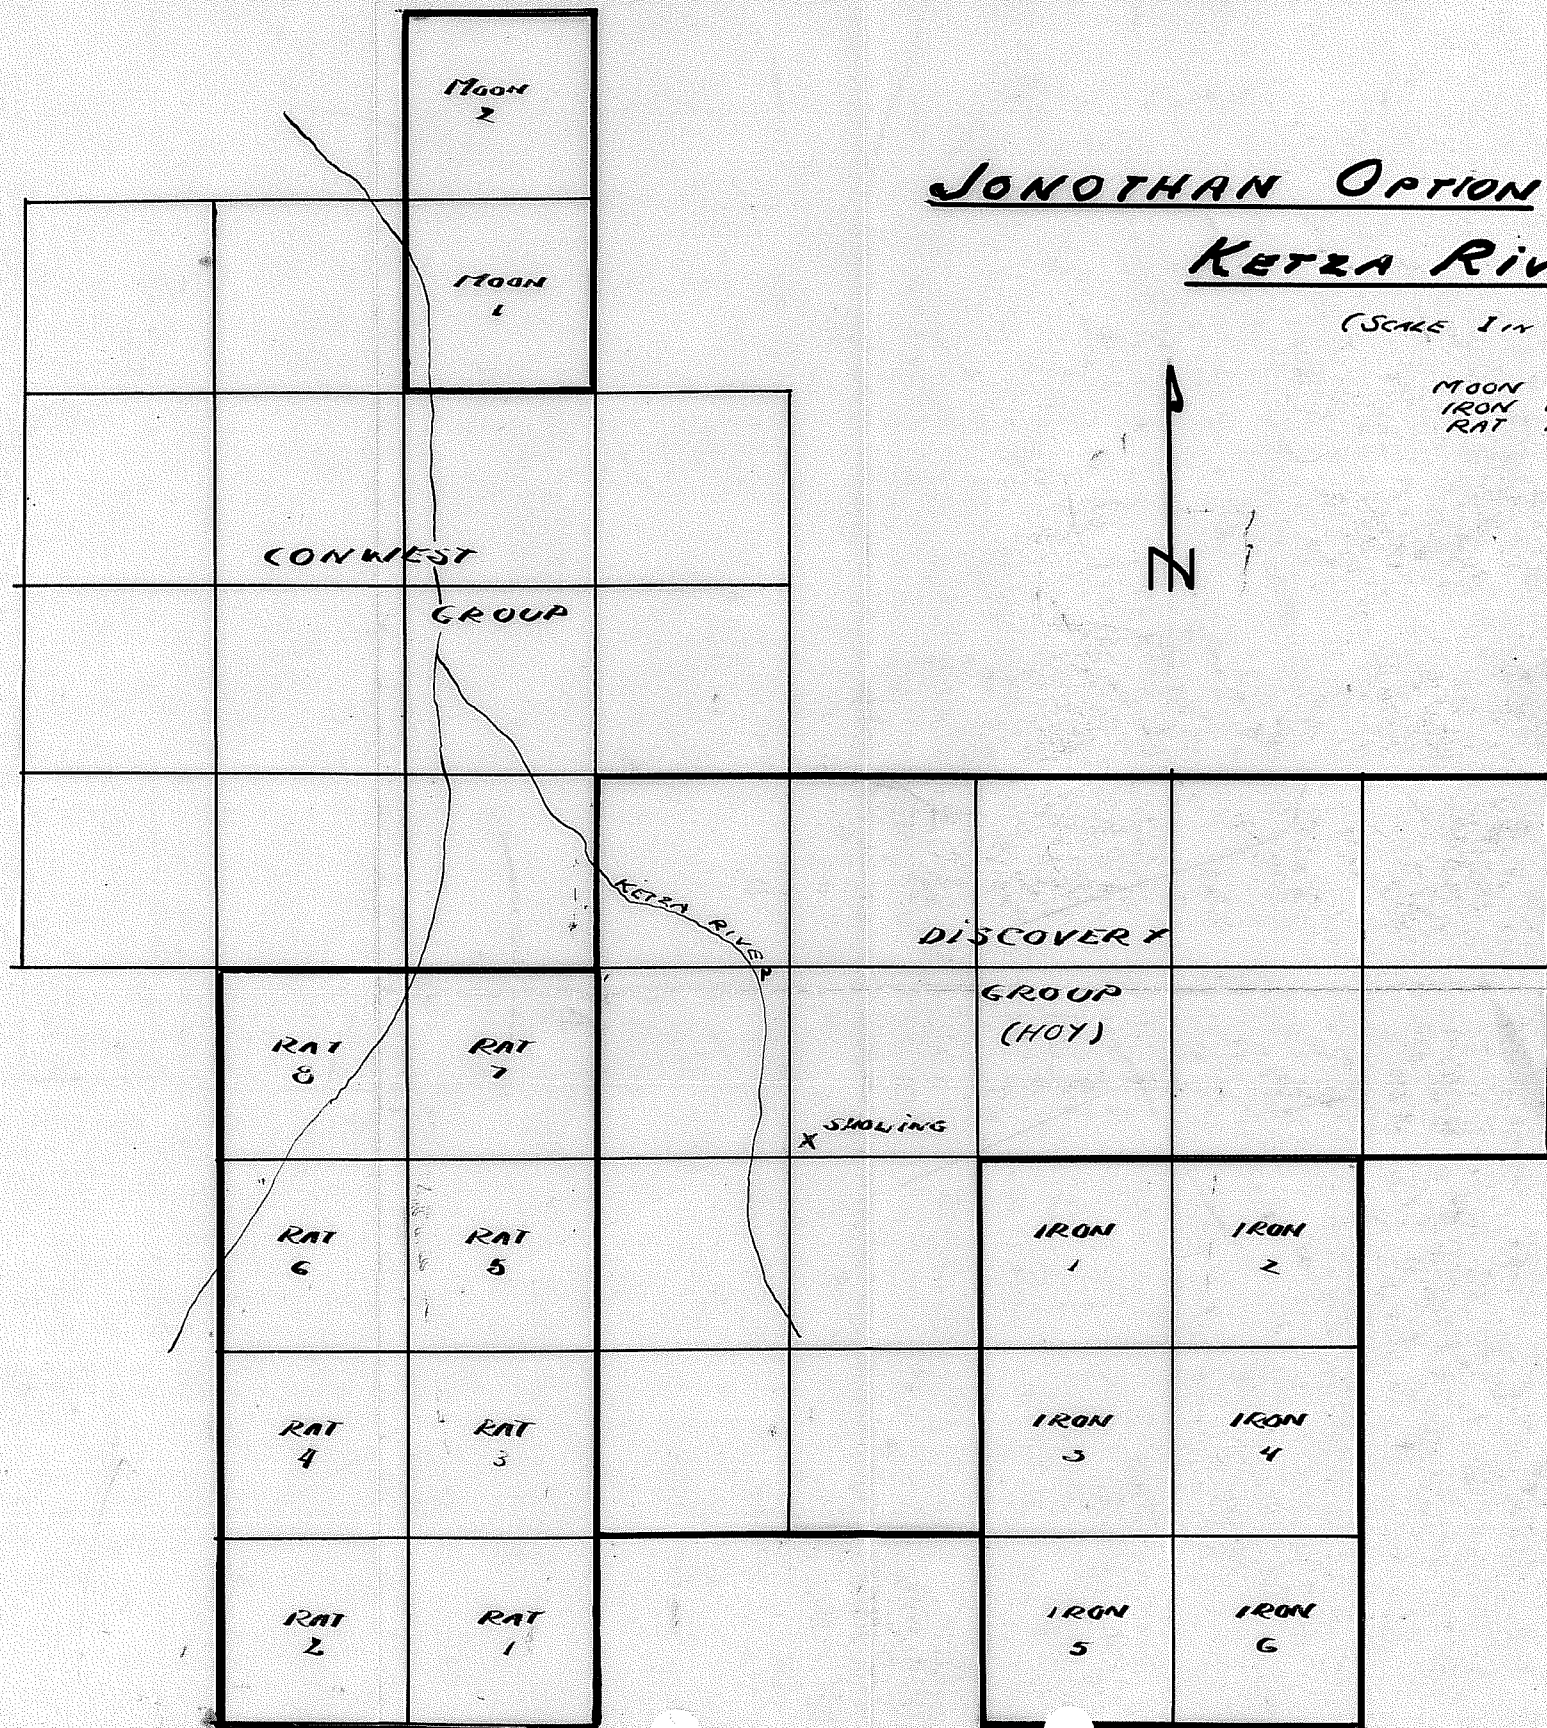 JONOTHAN OPTION
KETZA RIV
(SCALE 1 IN
MOON
IRON
RAT
N
MOON
2
MOON
1
CONWEST
GROUP
KETZA RIVER
DISCOVERY
GROUP
(HOY)
X SHOWING
RAT
8
RAT
7
RAT
6
RAT
5
IRON
1
IRON
2
RAT
4
RAT
3
IRON
3
IRON
4
RAT
2
RAT
1
IRON
5
IRON
6